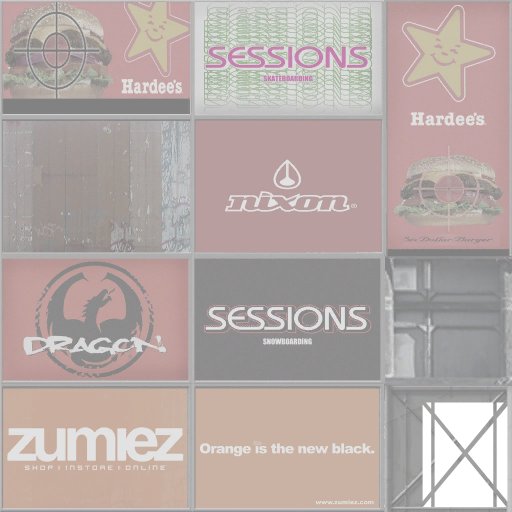 Hardee's
SESSIONS
SKATEBOARDING
Hardee's
nixon
DRAGON
SESSIONS
SNOWBOARDING
zumiez
SHOP : INSTORE : ONLINE
Orange is the new black.
www.zumiez.com